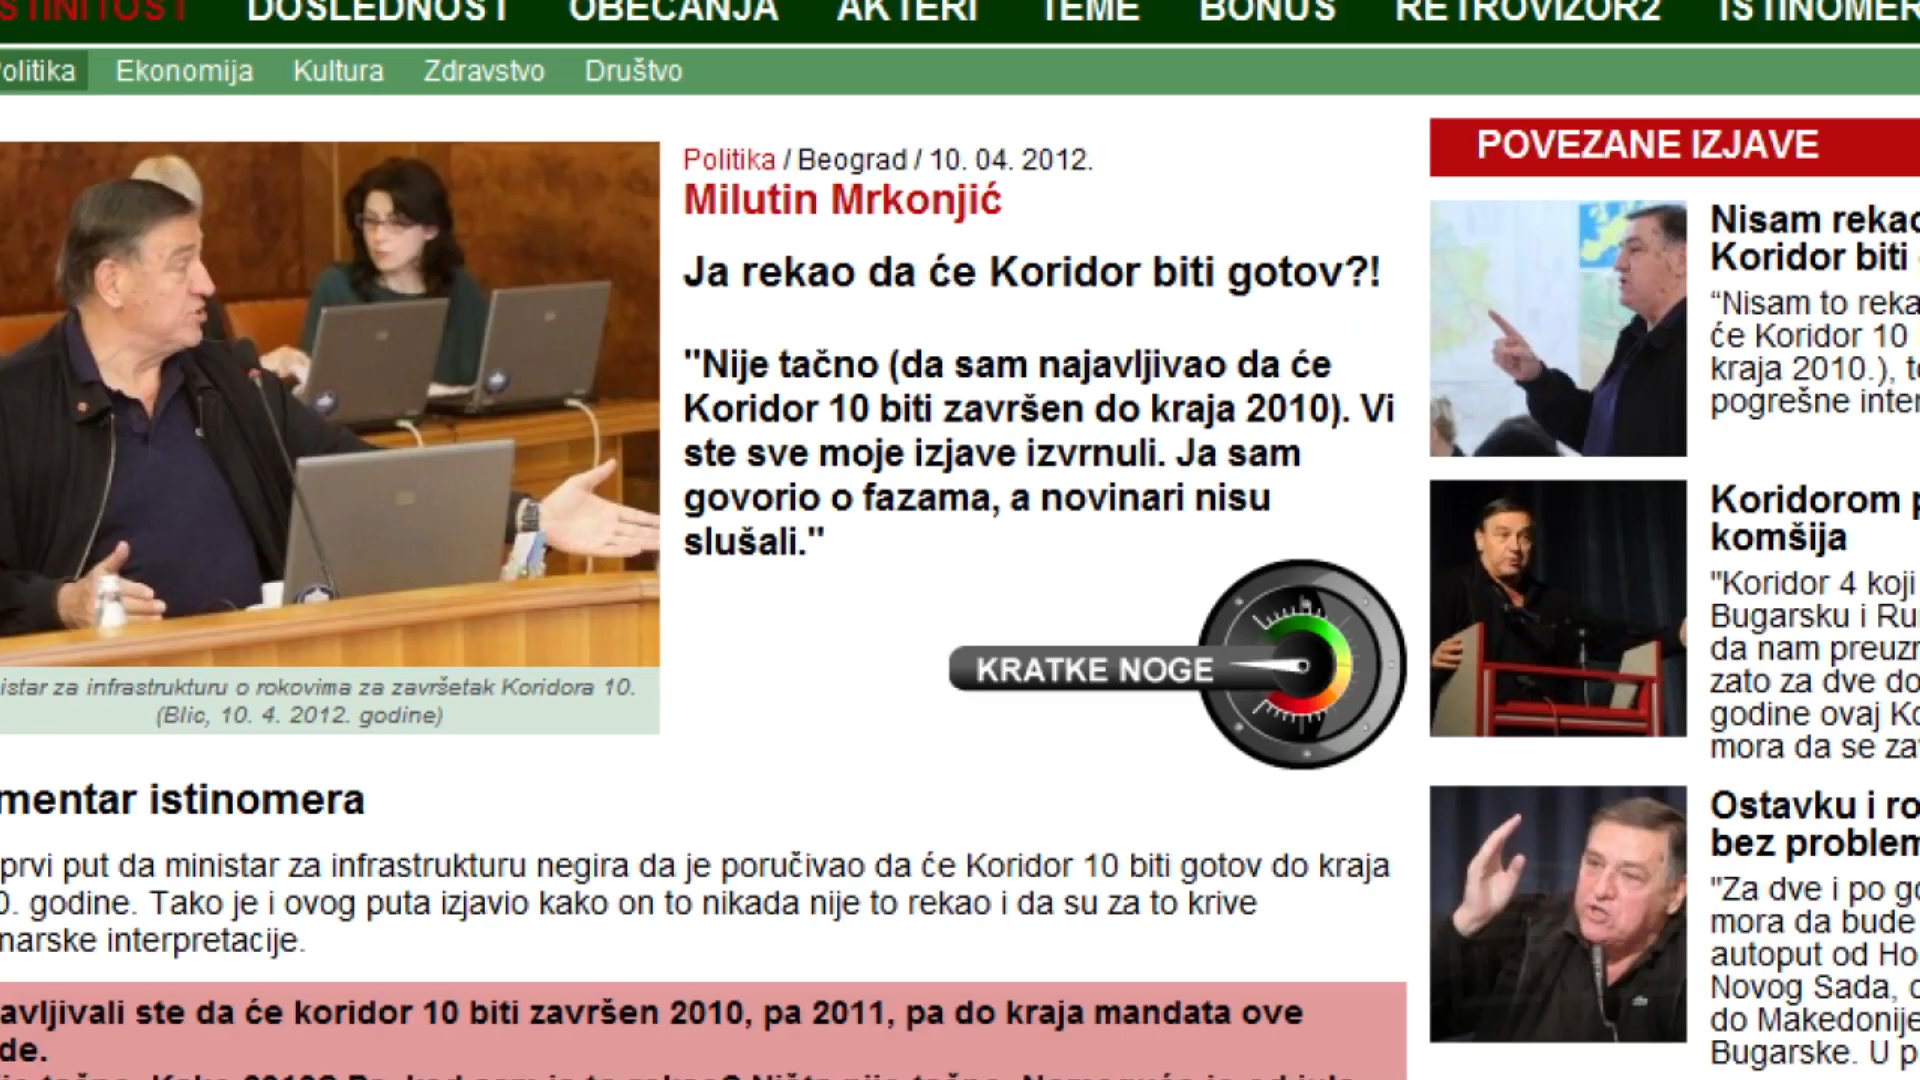 ISTINITOST DOSLEDNOST OBEĆANJA AKTERI TEME BONUS RETROVIZOR2 ISTINOMER
Politika Ekonomija Kultura Zdravstvo Društvo
Politika / Beograd / 10. 04. 2012.
Milutin Mrkonjić
Ja rekao da će Koridor biti gotov?!
"Nije tačno (da sam najavljivao da će
Koridor 10 biti završen do kraja 2010). Vi
ste sve moje izjave izvrnuli. Ja sam
govorio o fazama, a novinari nisu
slušali."
KRATKE NOGE
istar za infrastrukturu o rokovima za završetak Koridora 10.
(Blic, 10. 4. 2012. godine)
mentar istinomera
prvi put da ministar za infrastrukturu negira da je poručivao da će Koridor 10 biti gotov do kraja
0. godine. Tako je i ovog puta izjavio kako on to nikada nije to rekao i da su za to krive
narske interpretacije.
avljivali ste da će koridor 10 biti završen 2010, pa 2011, pa do kraja mandata ove
de.
POVEZANE IZJAVE
Nisam rekao
Koridor biti
"Nisam to reka
će Koridor 10
kraja 2010.), t
pogrešne inter
Koridorom p
komšija
"Koridor 4 koji
Bugarsku i Ru
da nam preuzm
zato za dve do
godine ovaj Ko
mora da se za
Ostavku i ro
bez problem
"Za dve i po go
mora da bude
autoput od Ho
Novog Sada, o
do Makedonije
Bugarske. U p